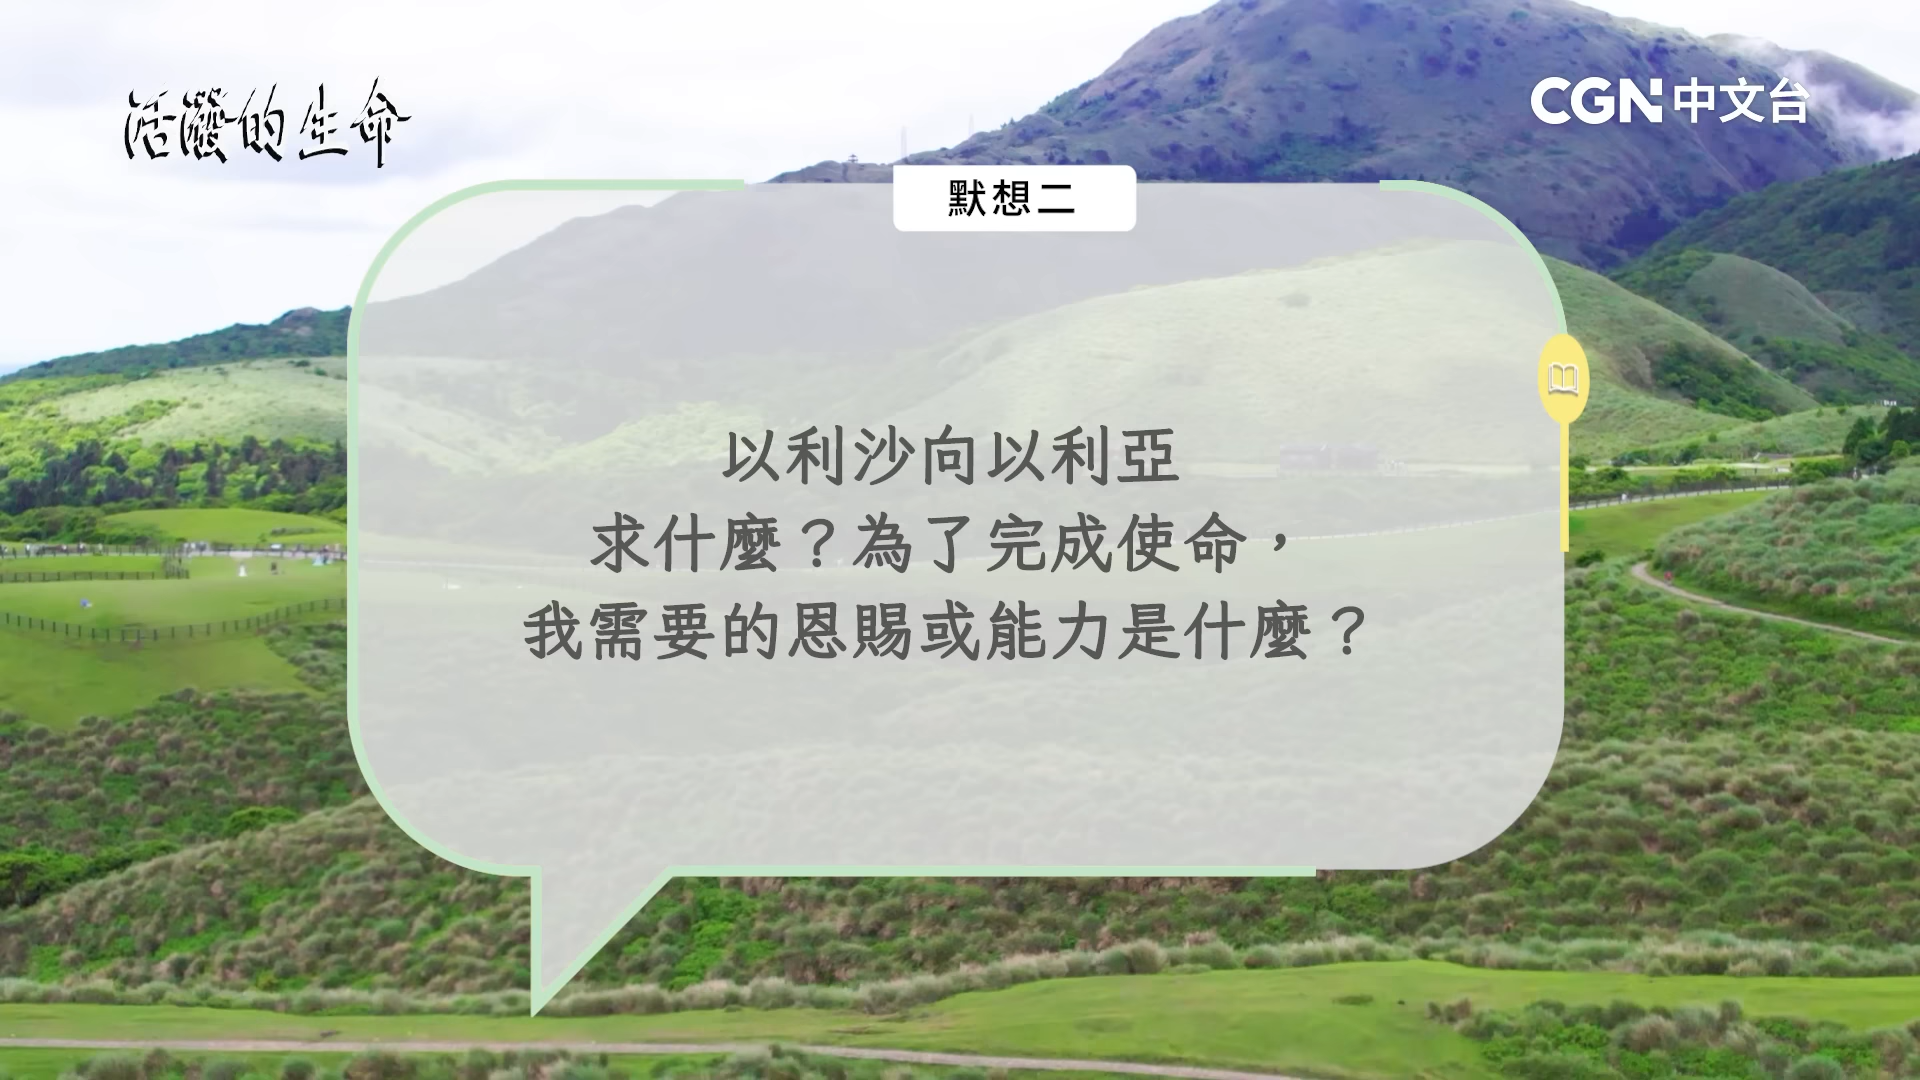 活潑的生命
CGN中文台
默想二
以利沙向以利亞
求什麼？為了完成使命，
我需要的恩賜或能力是什麼？